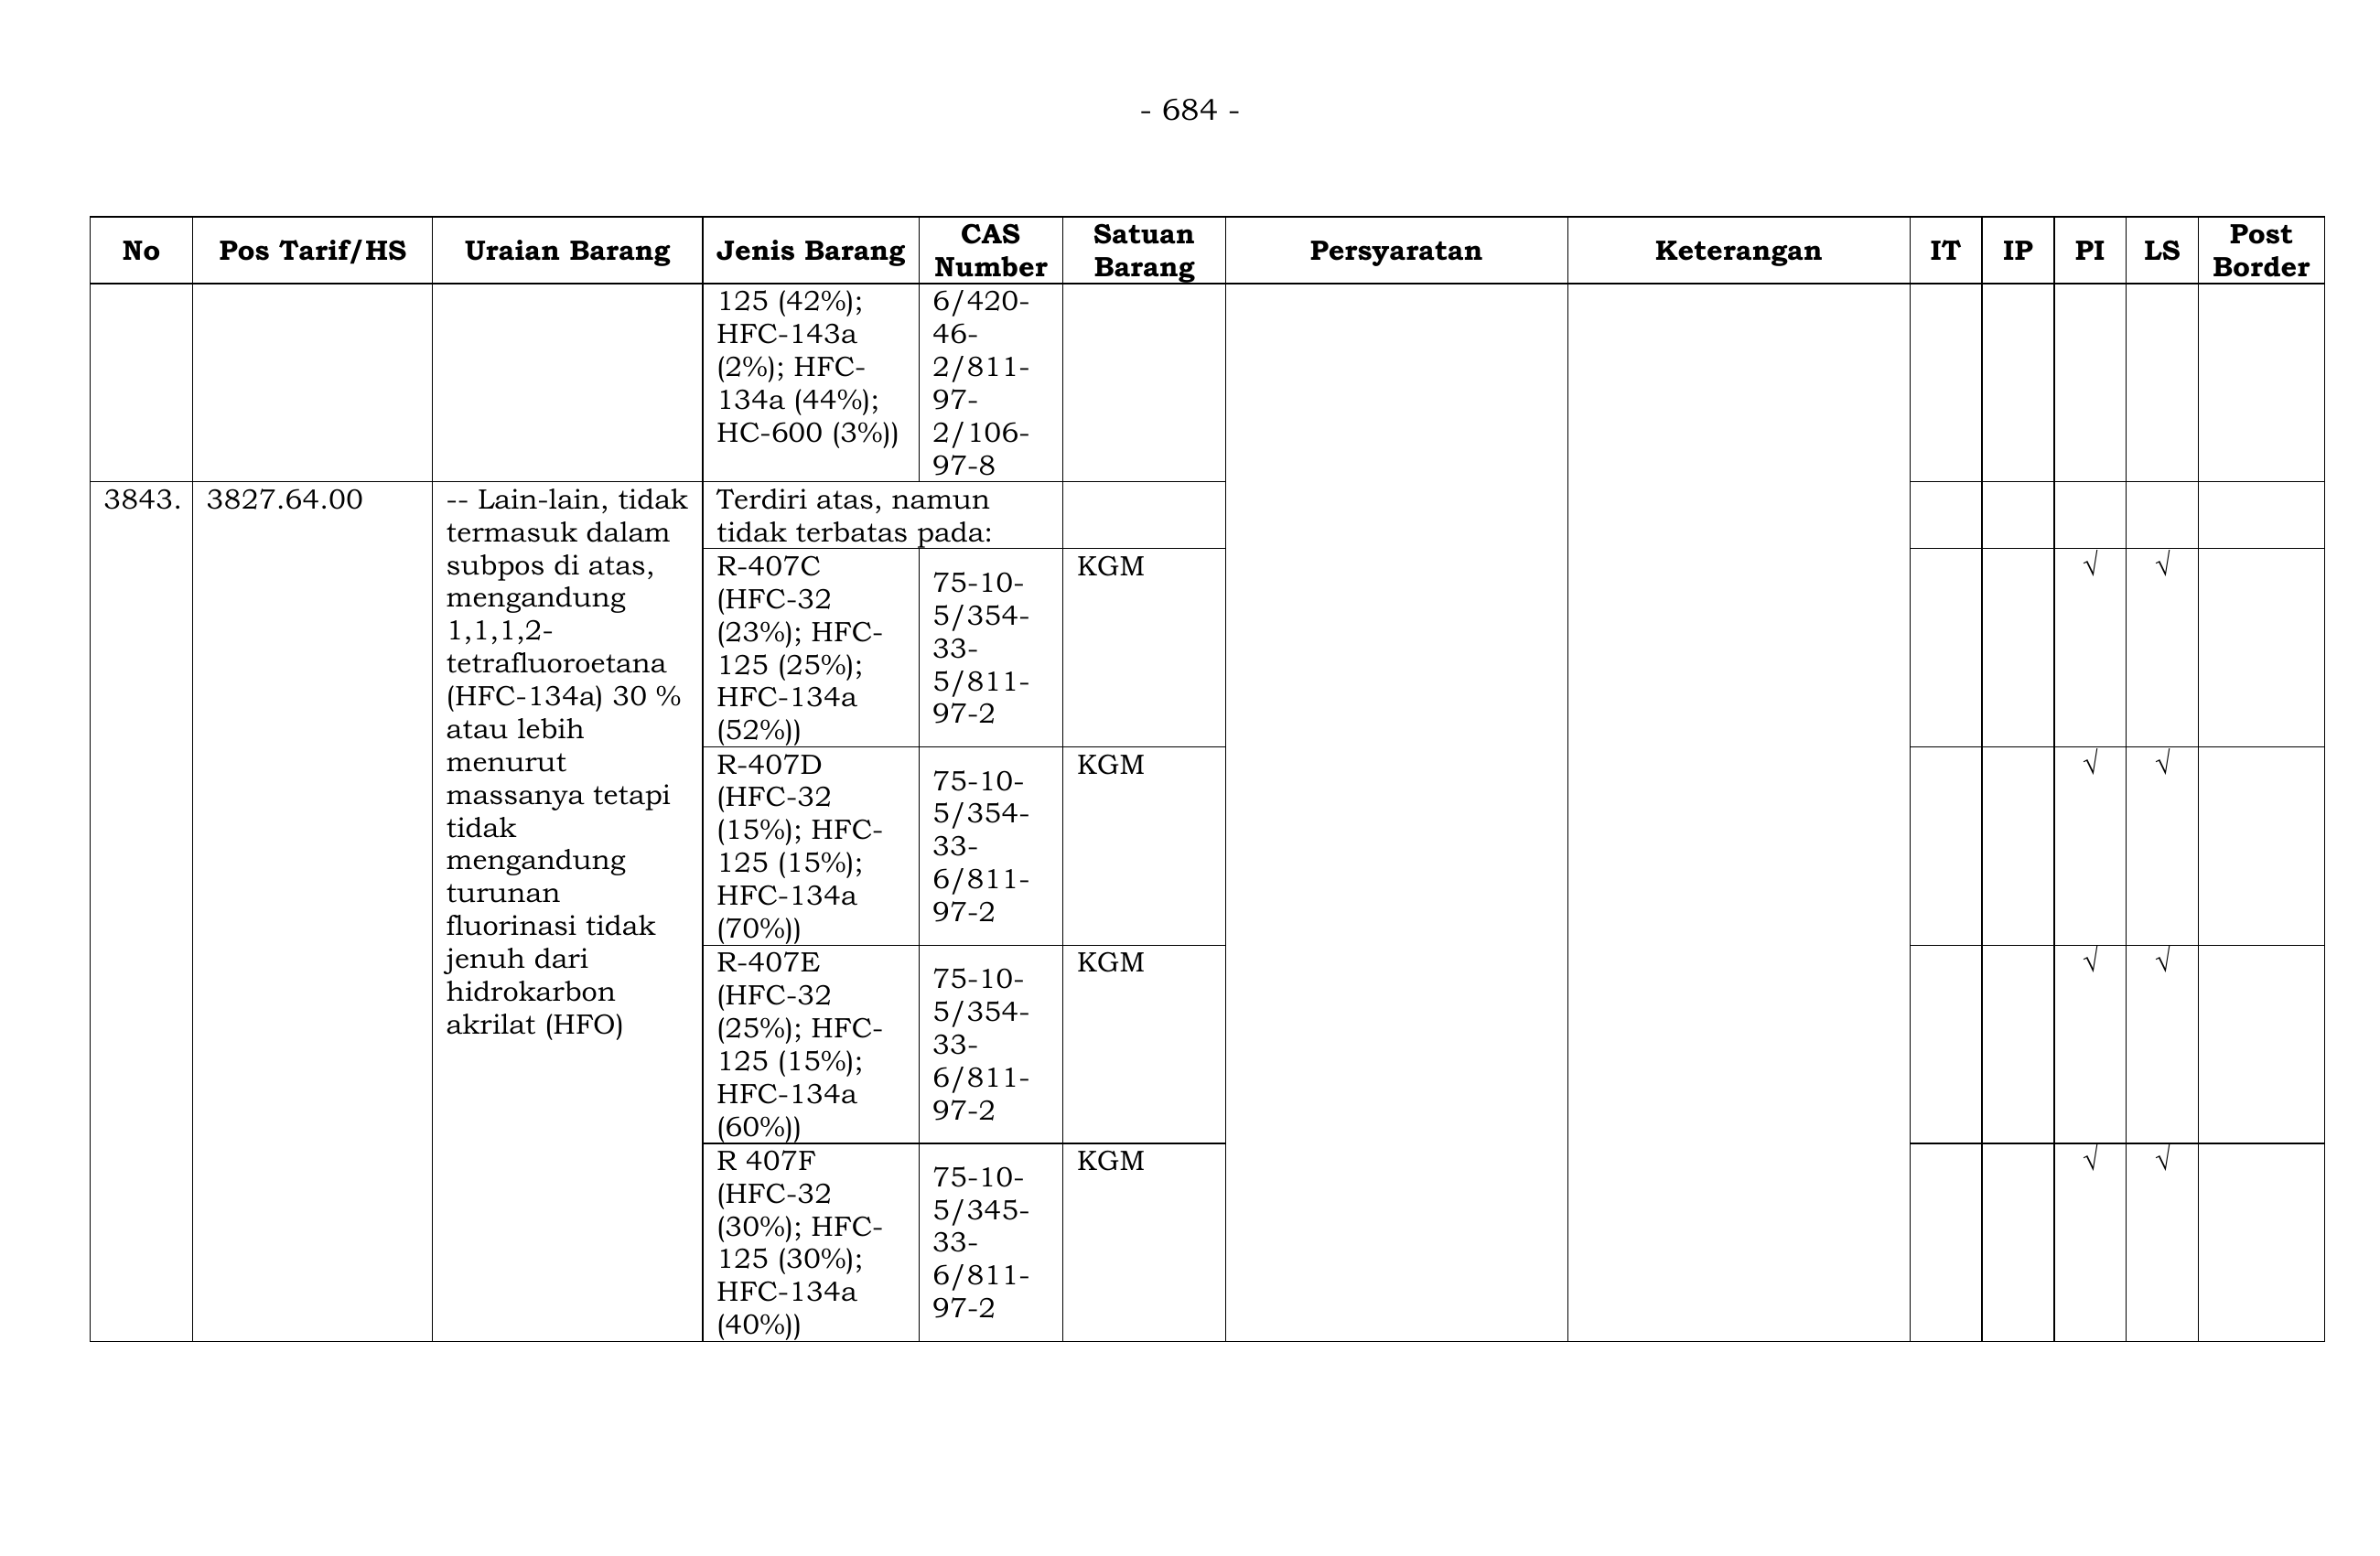 - 684 -
No
Pos Tarif/HS
Uraian Barang
Jenis Barang
CAS
Number
Satuan
Barang
Persyaratan
Keterangan
IT
IP
PI
LS
Post
Border
125 (42%);
HFC-143a
(2%); HFC-
134a (44%);
HC-600 (3%))
6/420-
46-
2/811-
97-
2/106-
97-8
3843.
3827.64.00
-- Lain-lain, tidak
termasuk dalam
subpos di atas,
mengandung
1,1,1,2-
tetrafluoroetana
(HFC-134a) 30 %
atau lebih
menurut
massanya tetapi
tidak
mengandung
turunan
fluorinasi tidak
jenuh dari
hidrokarbon
akrilat (HFO)
Terdiri atas, namun
tidak terbatas pada:
R-407C
(HFC-32
(23%); HFC-
125 (25%);
HFC-134a
(52%))
75-10-
5/354-
33-
5/811-
97-2
KGM
√
√
R-407D
(HFC-32
(15%); HFC-
125 (15%);
HFC-134a
(70%))
75-10-
5/354-
33-
6/811-
97-2
KGM
√
√
R-407E
(HFC-32
(25%); HFC-
125 (15%);
HFC-134a
(60%))
75-10-
5/354-
33-
6/811-
97-2
KGM
√
√
R 407F
(HFC-32
(30%); HFC-
125 (30%);
HFC-134a
(40%))
75-10-
5/345-
33-
6/811-
97-2
KGM
√
√